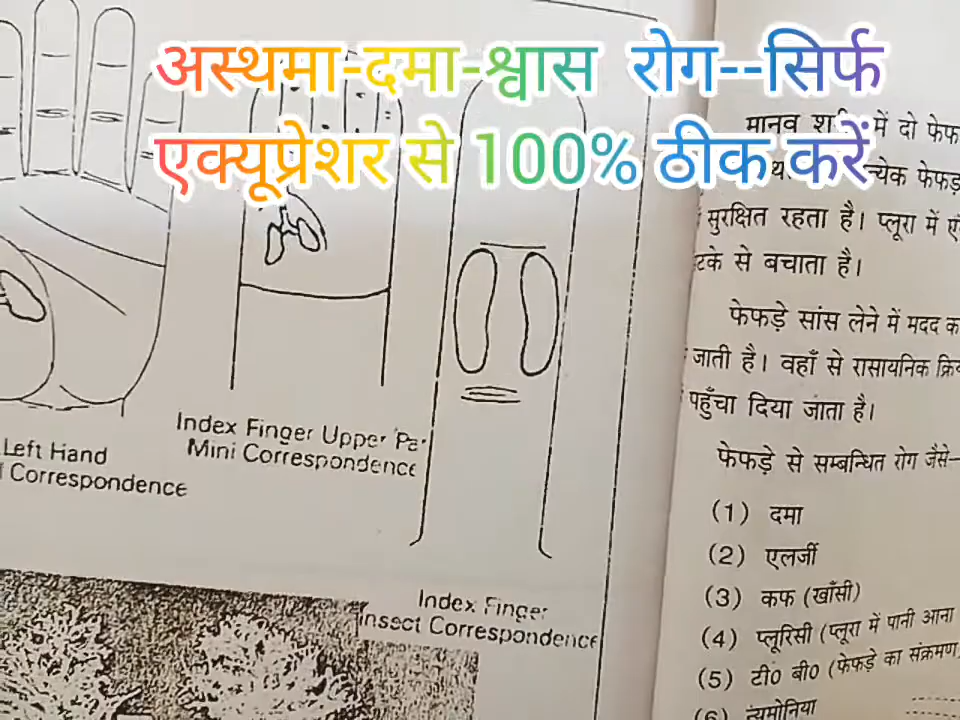 अस्थमा-दमा-श्वास रोग--सिर्फ
एक्यूप्रेशर से 100% ठीक करें
Left Hand
Correspondence
Index Finger Upper
Mini Correspondence
Index Finger
Insect Correspondence
मानव में दो
फेफड़
सुरक्षित रहता है। प्लूरा में
से बचाता है।
फेफड़े सांस लेने में मदद
जाती है। वहाँ से रासायनिक
पहुँचा दिया जाता है।
फेफड़े से सम्बन्धित रोग जैसे—
(1) दमा
(2) एलर्जी
(3) कफ (खाँसी)
(4) प्लूरिसी (प्लूरा में पानी आना
(5) टी० बी० (फेफड़े का संक्रमण
(6) न्यूमोनिया